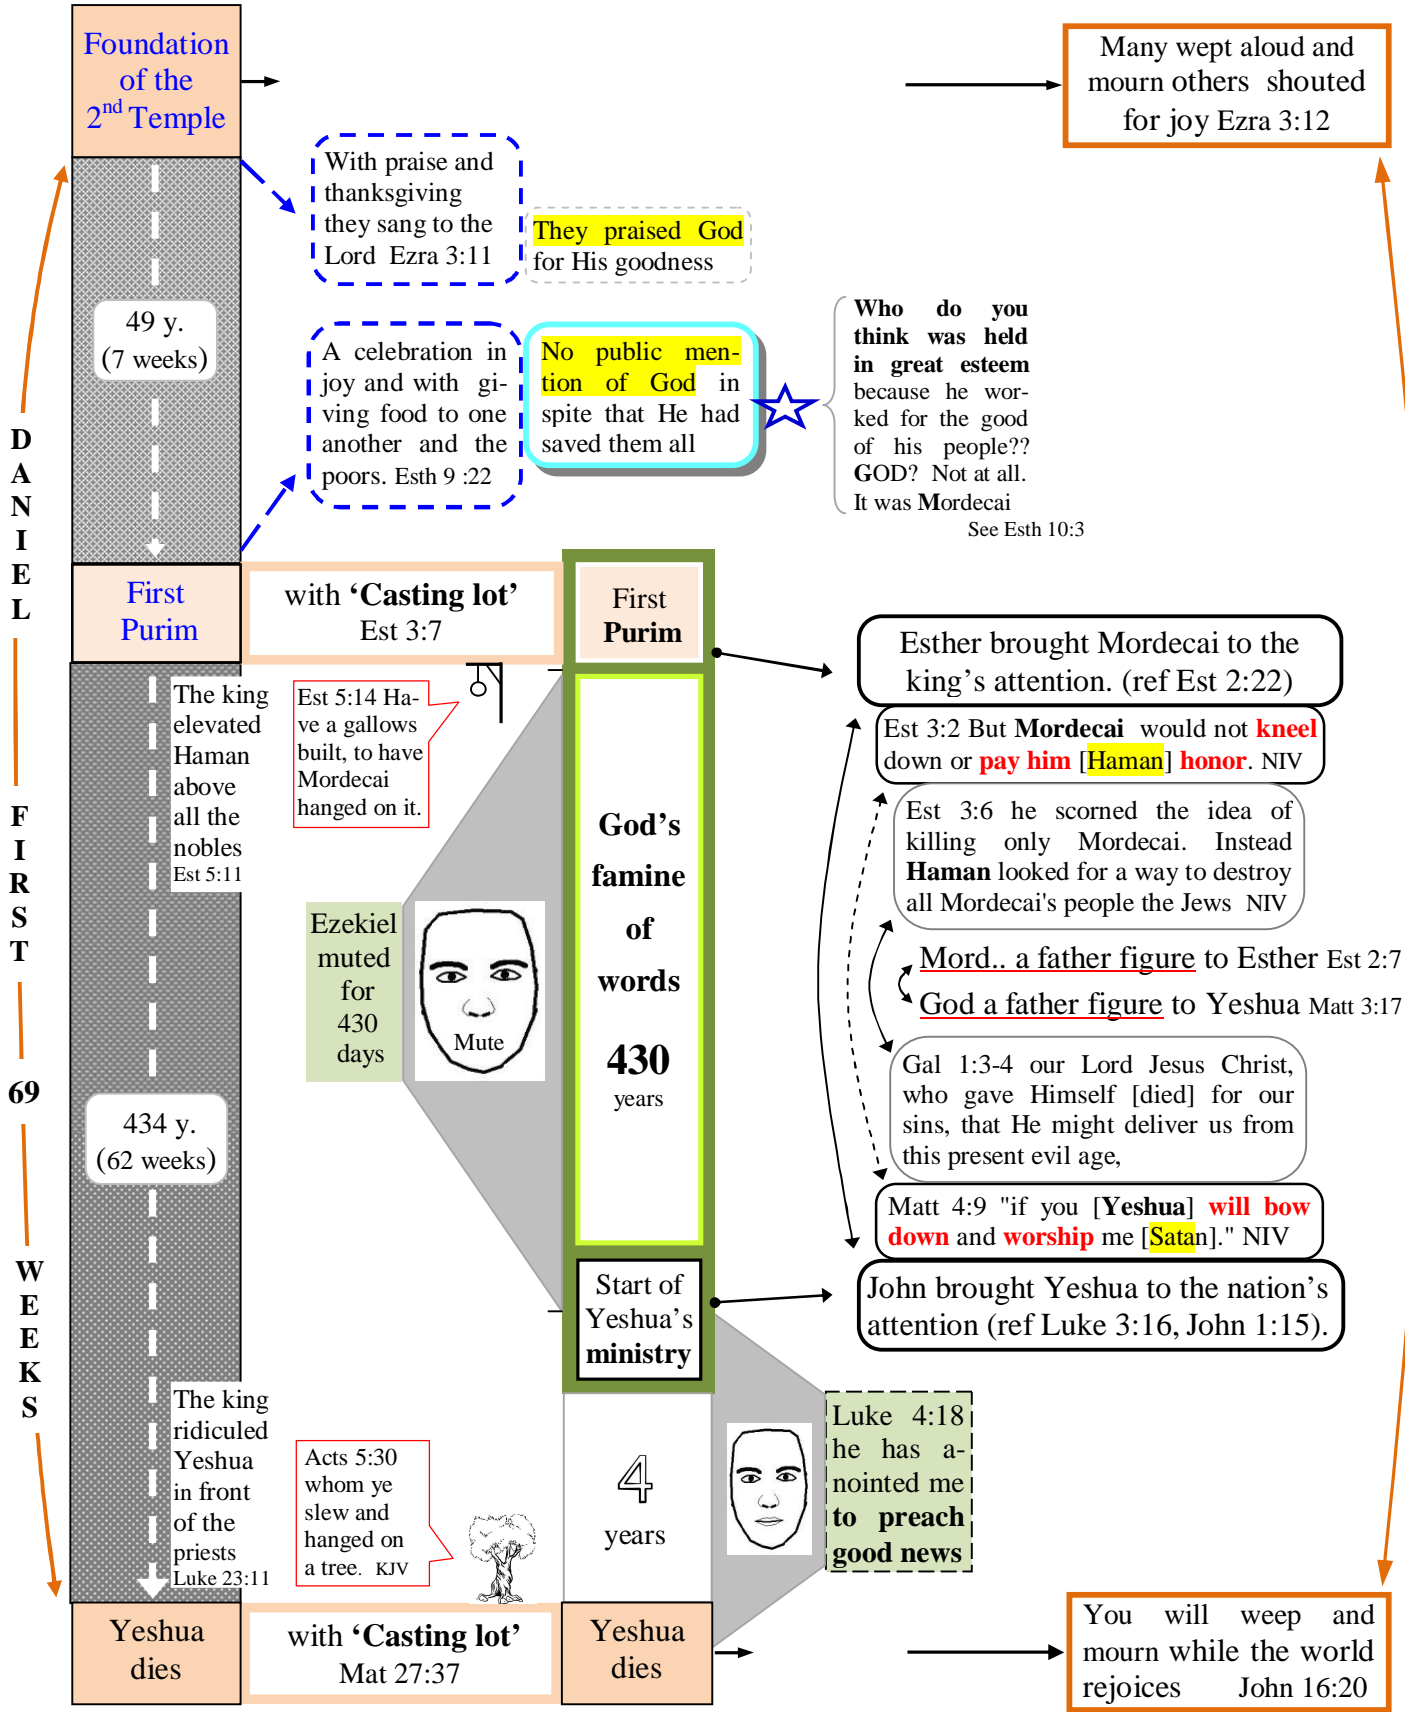 Foundation
of the
2nd Temple
Many wept aloud and
mourn others shouted
for joy Ezra 3:12
With praise and
thanksgiving
they sang to the
Lord Ezra 3:11
They praised God
for His goodness
49 y.
(7 weeks)
A celebration in
joy and with gi-
ving food to one
another and the
poors. Esth 9 :22
No public men-
tion of God in
spite that He had
saved them all
Who do you
think was held
in great esteem
because he wor-
ked for the good
of his people??
GOD? Not at all.
It was Mordecai
See Esth 10:3
DANIEL
FIRST
69
WEEKS
First
Purim
with ‘Casting lot’
Est 3:7
First
Purim
The king
elevated
Haman
above
all the
nobles
Est 5:11
Est 5:14 Ha-
ve a gallows
built, to have
Mordecai
hanged on it.
Ezekiel
muted
for
430
days
Mute
God’s
famine
of
words
430
years
Esther brought Mordecai to the
king’s attention. (ref Est 2:22)
Est 3:2 But Mordecai would not kneel
down or pay him [Haman] honor. NIV
Est 3:6 he scorned the idea of
killing only Mordecai. Instead
Haman looked for a way to destroy
all Mordecai's people the Jews NIV
Mord.. a father figure to Esther Est 2:7
God a father figure to Yeshua Matt 3:17
Gal 1:3-4 our Lord Jesus Christ,
who gave Himself [died] for our
sins, that He might deliver us from
this present evil age,
Matt 4:9 "if you [Yeshua] will bow
down and worship me [Satan]." NIV
John brought Yeshua to the nation’s
attention (ref Luke 3:16, John 1:15).
434 y.
(62 weeks)
Start of
Yeshua’s
ministry
The king
ridiculed
Yeshua
in front
of the
priests
Luke 23:11
Acts 5:30
whom ye
slew and
hanged on
a tree. KJV
4
years
Luke 4:18
he has a-
nointed me
to preach
good news
Yeshua
dies
with ‘Casting lot’
Mat 27:37
Yeshua
dies
You will weep and
mourn while the world
rejoices John 16:20